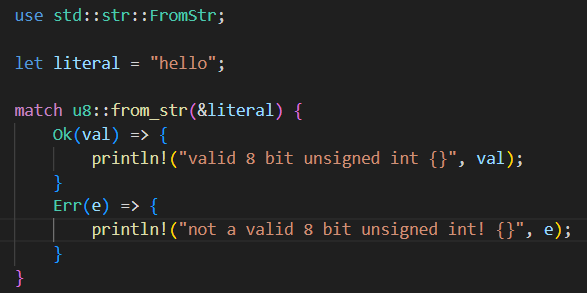 use std::str::FromStr;
let literal = "hello";
match u8::from_str(&literal) {
    Ok(val) => {
        println!("valid 8 bit unsigned int {}", val);
    }
    Err(e) => {
        println!("not a valid 8 bit unsigned int! {}", e);
    }
}